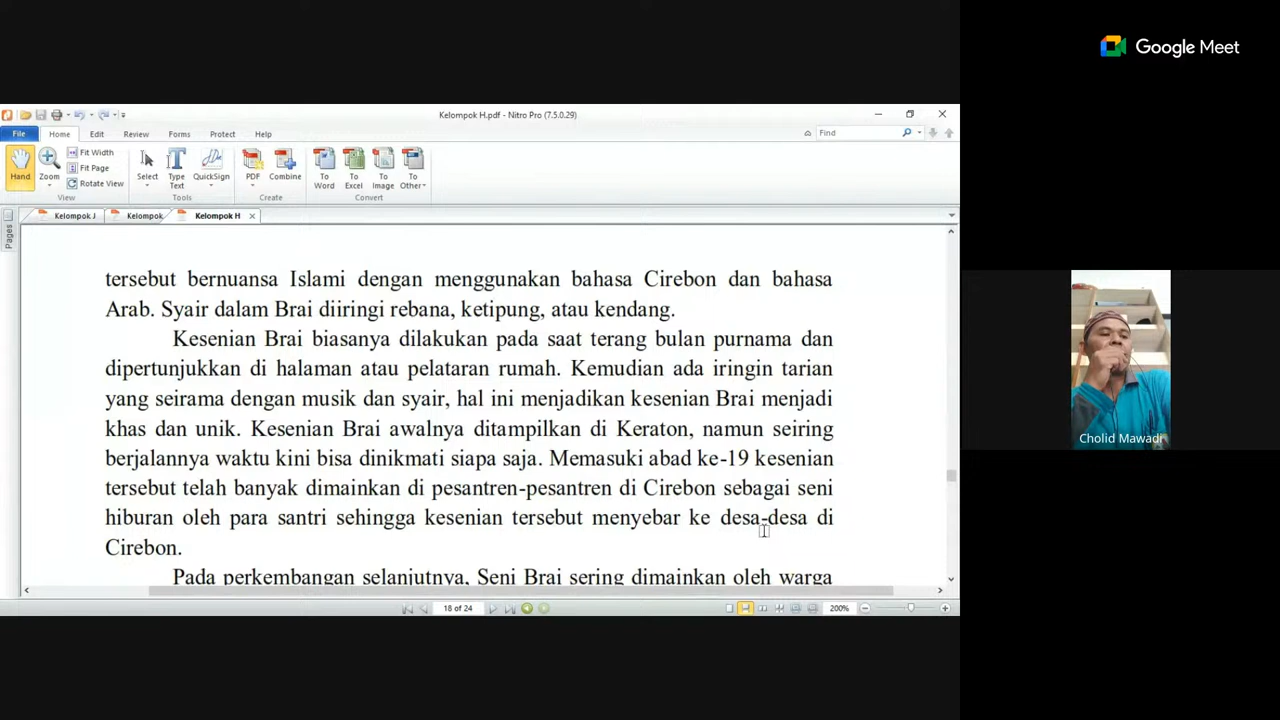 Google Meet
Kelompok H.pdf - Nitro Pro (7.5.0.29)
File Home Edit Review Forms Protect Help
Find
Hand
Zoom
Fit Width
Fit Page
Rotate View
View
Select
Type Text
QuickSign
Tools
PDF
Combine
Create
To Word
To Excel
To Image
To Other
Convert
Pages
Kelompok J
Kelompok
Kelompok H
tersebut bernuansa Islami dengan menggunakan bahasa Cirebon dan bahasa
Arab. Syair dalam Brai diiringi rebana, ketipung, atau kendang.
Kesenian Brai biasanya dilakukan pada saat terang bulan purnama dan
dipertunjukkan di halaman atau pelataran rumah. Kemudian ada iringin tarian
yang seirama dengan musik dan syair, hal ini menjadikan kesenian Brai menjadi
khas dan unik. Kesenian Brai awalnya ditampilkan di Keraton, namun seiring
berjalannya waktu kini bisa dinikmati siapa saja. Memasuki abad ke-19 kesenian
tersebut telah banyak dimainkan di pesantren-pesantren di Cirebon sebagai seni
hiburan oleh para santri sehingga kesenian tersebut menyebar ke desa-desa di
Cirebon.
Pada perkembangan selanjutnya, Seni Brai sering dimainkan oleh warga
18 of 24
200%
Cholid Mawadi